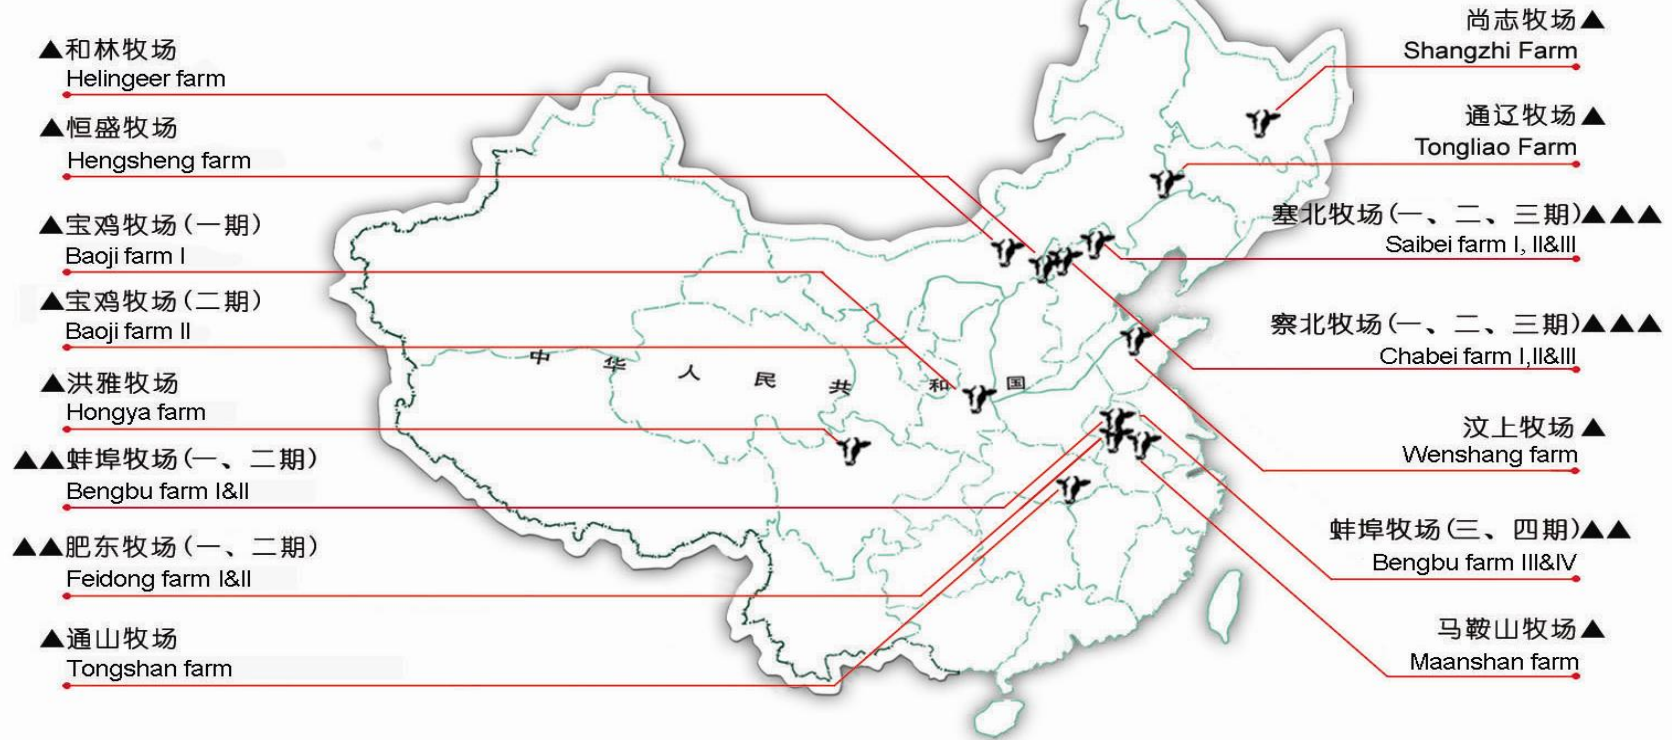 ▲和林牧场
Helingeer farm
▲恒盛牧场
Hengsheng farm
▲宝鸡牧场(一期)
Baoji farm I
▲宝鸡牧场(二期)
Baoji farm II
▲洪雅牧场
Hongya farm
▲▲蚌埠牧场(一、二期)
Bengbu farm I&II
▲▲肥东牧场(一、二期)
Feidong farm I&II
▲通山牧场
Tongshan farm
中 华 人 民 共 和 国
尚志牧场▲
Shangzhi Farm
通辽牧场▲
Tongliao Farm
塞北牧场(一、二、三期)▲▲▲
Saibei farm I, II&III
察北牧场(一、二、三期)▲▲▲
Chabei farm I,II&III
汶上牧场▲
Wenshang farm
蚌埠牧场(三、四期)▲▲
Bengbu farm III&IV
马鞍山牧场▲
Maanshan farm